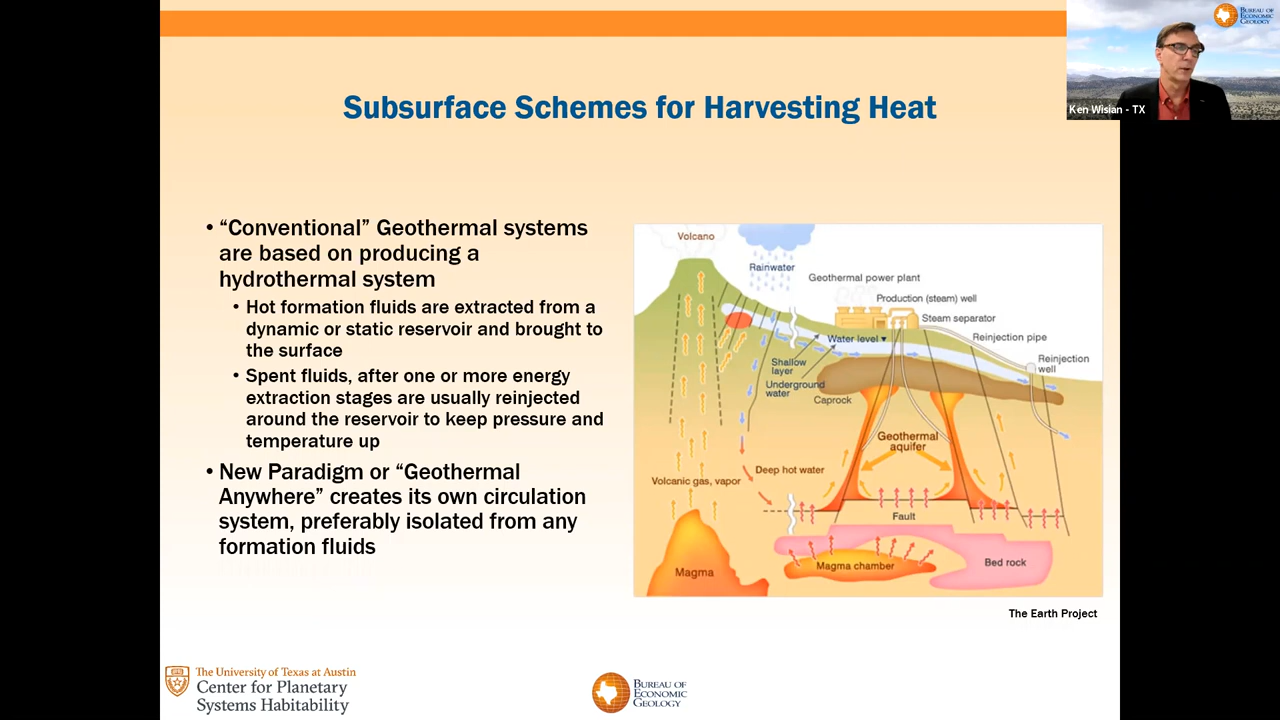 BUREAU OF
ECONOMIC
GEOLOGY
Ken Wisian - TX
Subsurface Schemes for Harvesting Heat
• “Conventional” Geothermal systems
are based on producing a
hydrothermal system
• Hot formation fluids are extracted from a
dynamic or static reservoir and brought to
the surface
• Spent fluids, after one or more energy
extraction stages are usually reinjected
around the reservoir to keep pressure and
temperature up
• New Paradigm or “Geothermal
Anywhere” creates its own circulation
system, preferably isolated from any
formation fluids
Volcano
Rainwater
Geothermal power plant
Production (steam) well
Steam separator
Reinjection pipe
Water level
Reinjection
well
Shallow
layer
Underground
water
Caprock
Geothermal
aquifer
Deep hot water
Volcanic gas, vapor
Fault
Magma
Magma chamber
Bed rock
The Earth Project
The University of Texas at Austin
Center for Planetary
Systems Habitability
BUREAU OF
ECONOMIC
GEOLOGY